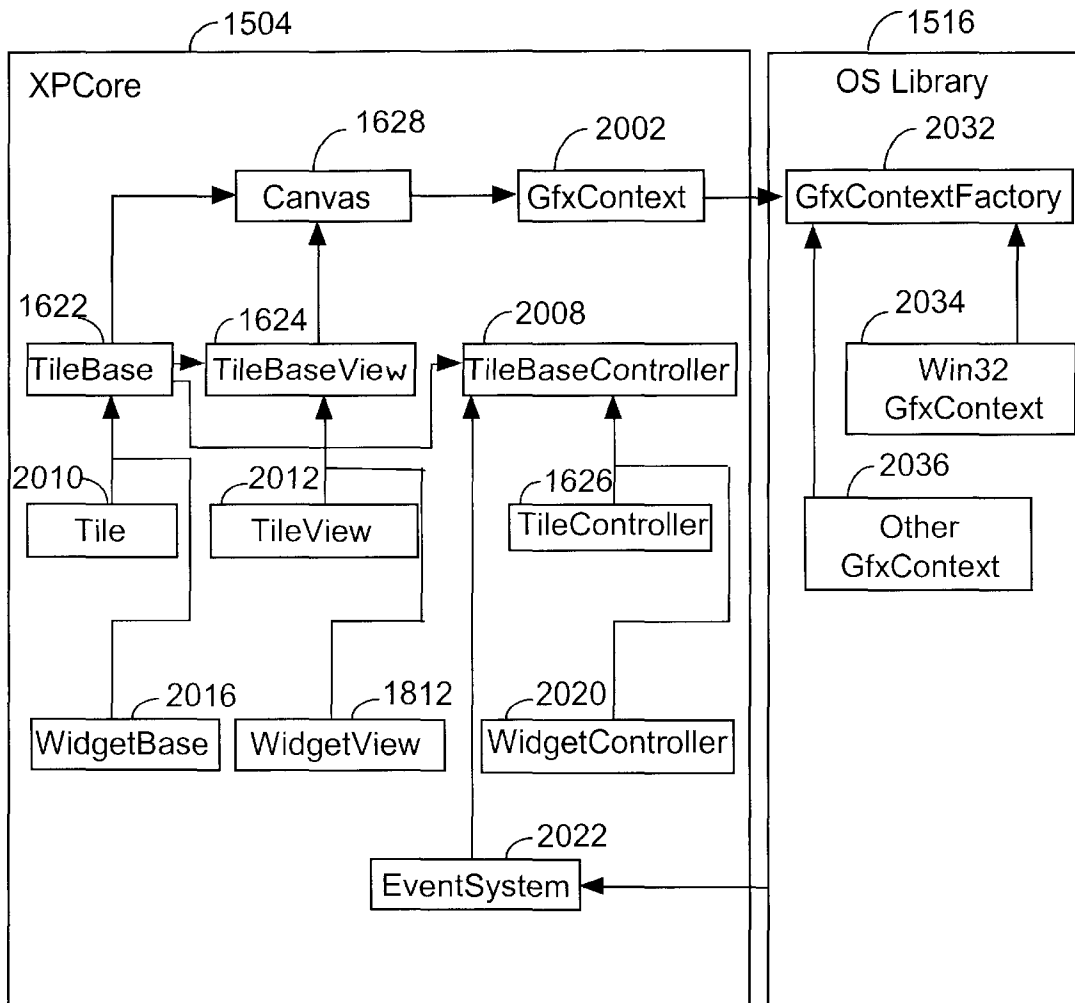 1504
1516
XPCore
OS Library
1628
2002
2032
Canvas
GfxContext
GfxContextFactory
1622
1624
2008
2034
TileBase
TileBaseView
TileBaseController
Win32
GfxContext
2010
2012
1626
2036
Tile
TileView
TileController
Other
GfxContext
2016
1812
2020
WidgetBase
WidgetView
WidgetController
2022
EventSystem